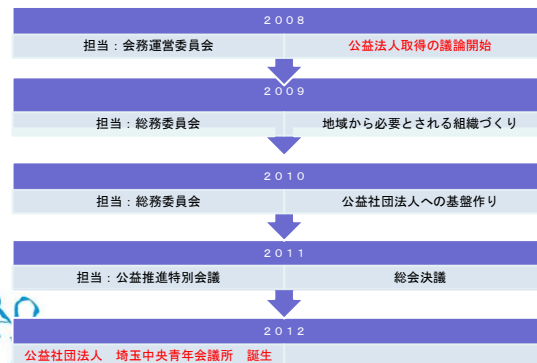 ２００８
担当：会務運営委員会　公益法人取得の議論開始
２００９
担当：総務委員会　地域から必要とされる組織づくり
２０１０
担当：総務委員会　公益社団法人への基盤作り
２０１１
担当：公益推進特別会議　総会決議
２０１２
公益社団法人　埼玉中央青年会議所　誕生